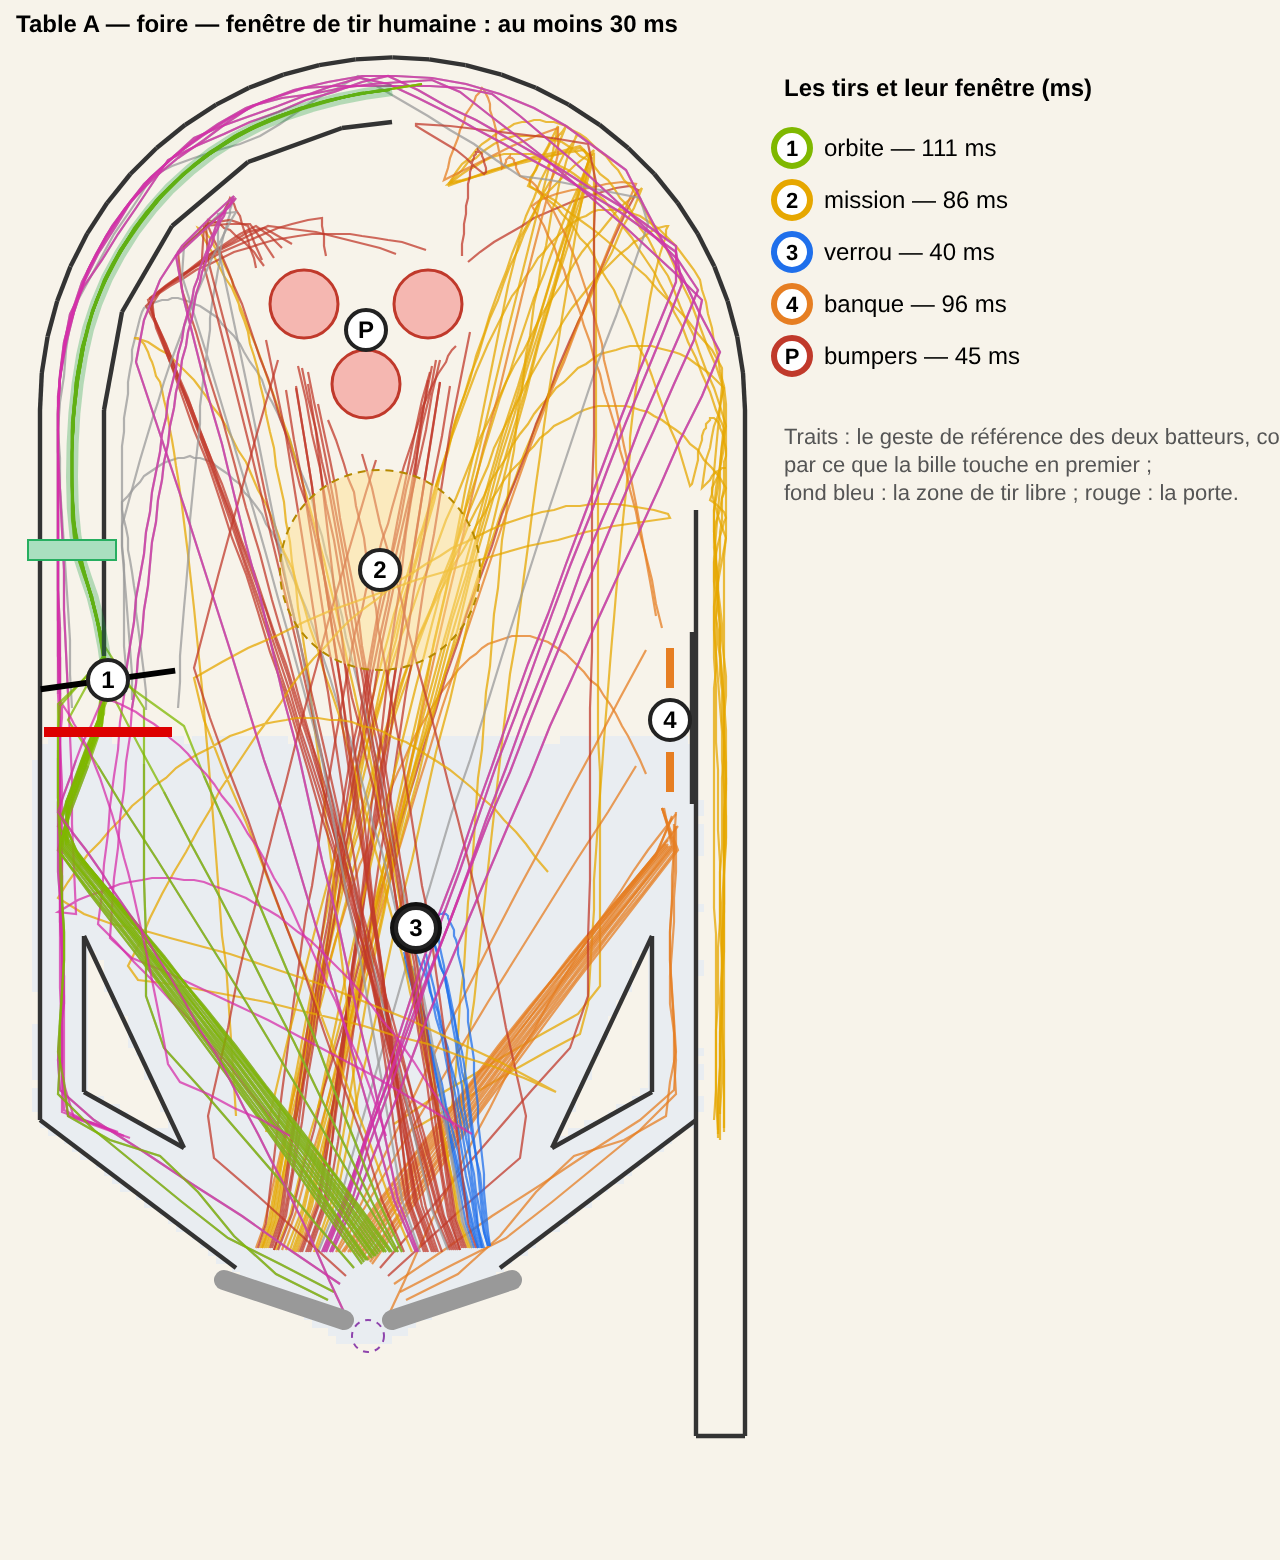 Table A — foire — fenêtre de tir humaine : au moins 30 ms
Les tirs et leur fenêtre (ms)
1 orbite — 111 ms
2 mission — 86 ms
3 verrou — 40 ms
4 banque — 96 ms
P bumpers — 45 ms
Traits : le geste de référence des deux batteurs, co
par ce que la bille touche en premier ;
fond bleu : la zone de tir libre ; rouge : la porte.
P
2
1
4
3